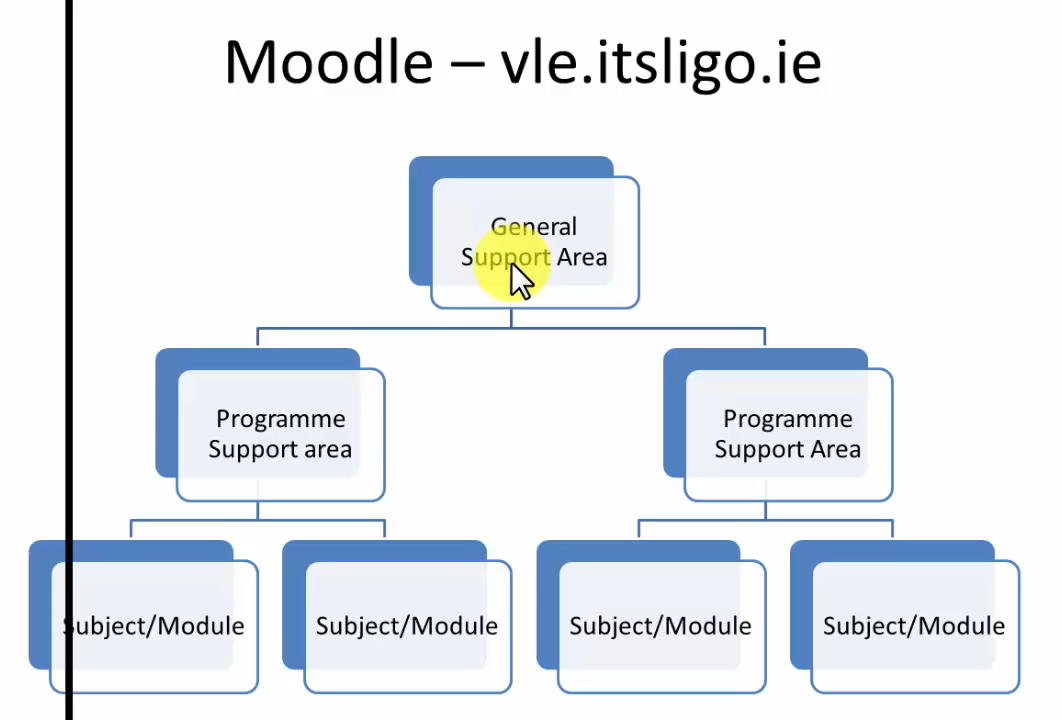 Moodle – vle.itsligo.ie
General
Support Area
Programme
Support area
Programme
Support Area
Subject/Module
Subject/Module
Subject/Module
Subject/Module